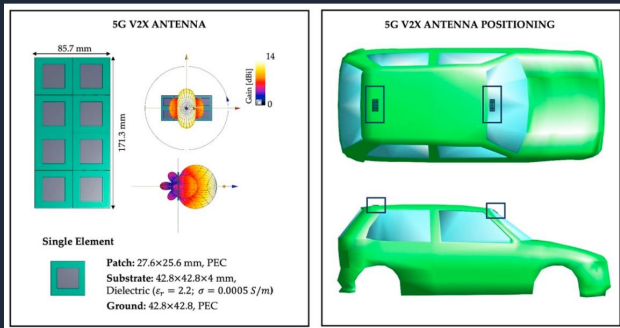 5G V2X ANTENNA
85.7 mm
171.3 mm
14
Gain [dBi]
0
Single Element
Patch: 27.6×25.6 mm, PEC
Substrate: 42.8×42.8×4 mm,
Dielectric (εᵣ = 2.2; σ = 0.0005 S/m)
Ground: 42.8×42.8, PEC
5G V2X ANTENNA POSITIONING